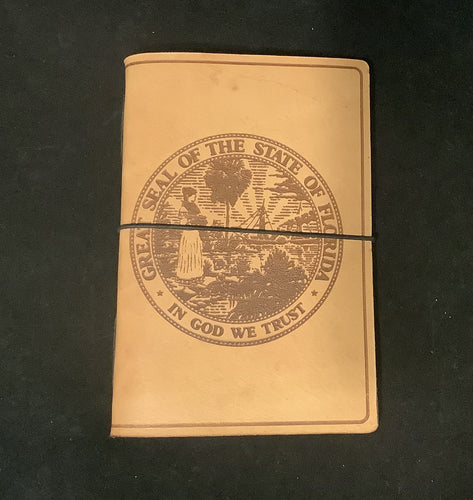 GREAT SEAL OF THE STATE OF FLORIDA
IN GOD WE TRUST